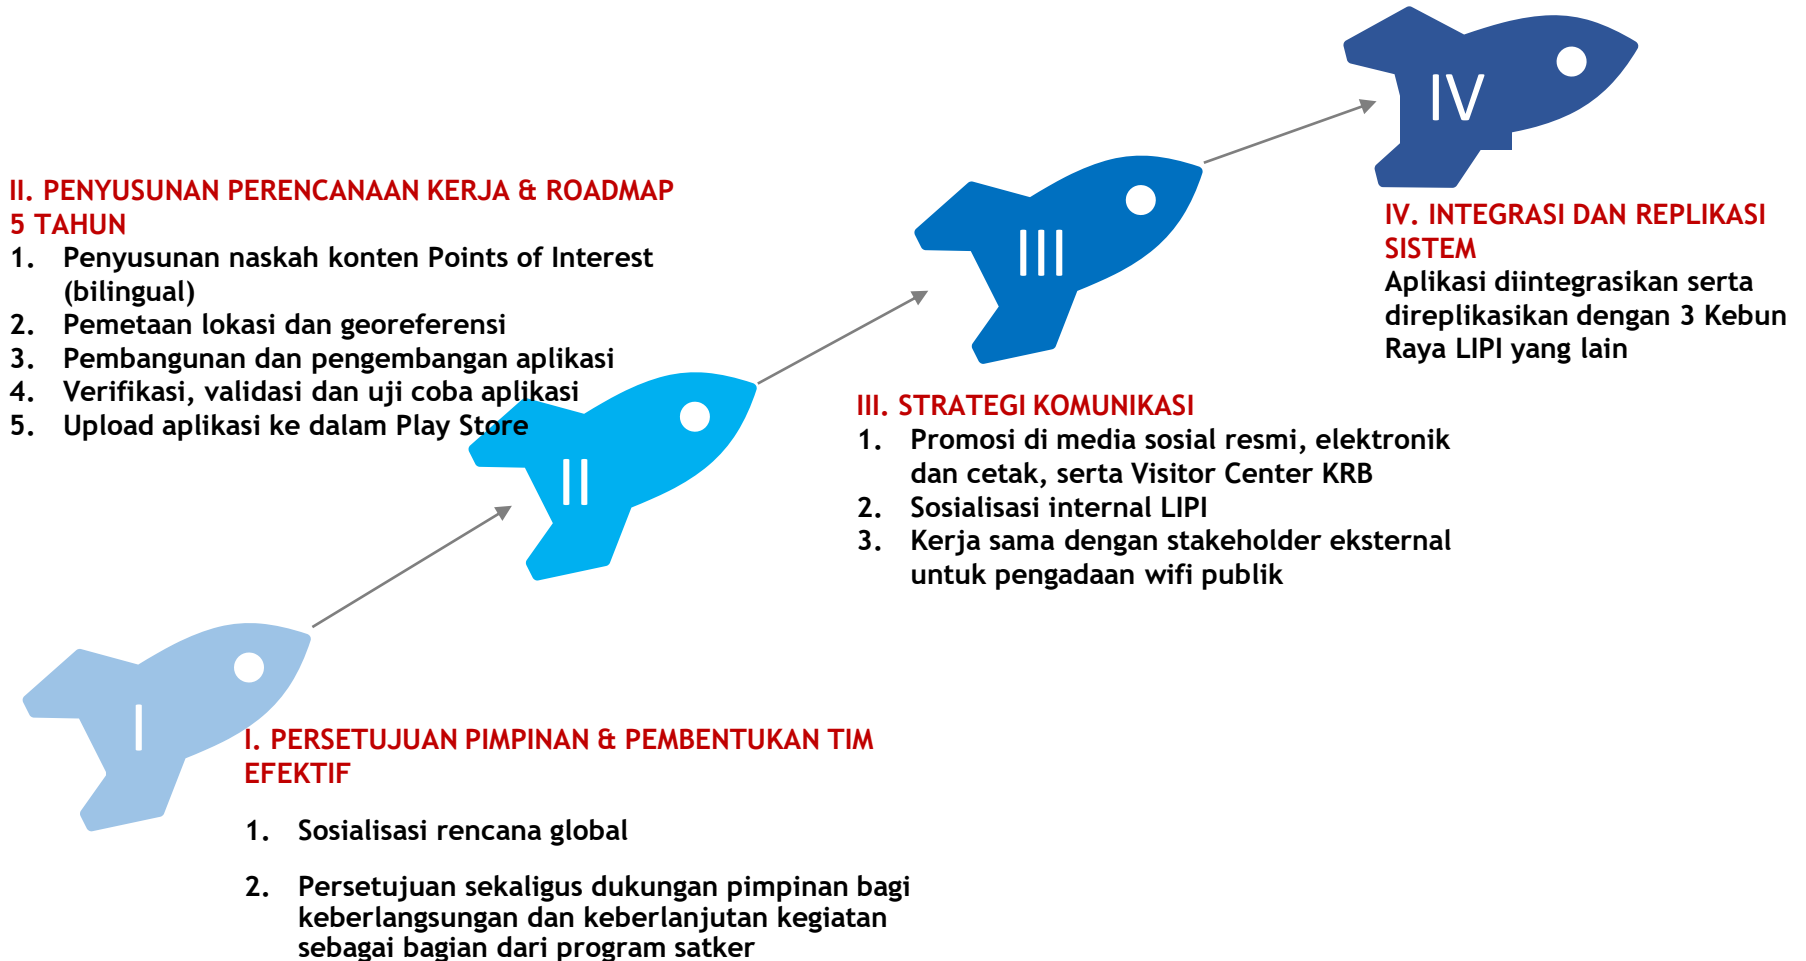 IV
III
II
I
II. PENYUSUNAN PERENCANAAN KERJA & ROADMAP
5 TAHUN
1. Penyusunan naskah konten Points of Interest
(bilingual)
2. Pemetaan lokasi dan georeferensi
3. Pembangunan dan pengembangan aplikasi
4. Verifikasi, validasi dan uji coba aplikasi
5. Upload aplikasi ke dalam Play Store
IV. INTEGRASI DAN REPLIKASI
SISTEM
Aplikasi diintegrasikan serta
direplikasikan dengan 3 Kebun
Raya LIPI yang lain
III. STRATEGI KOMUNIKASI
1. Promosi di media sosial resmi, elektronik
dan cetak, serta Visitor Center KRB
2. Sosialisasi internal LIPI
3. Kerja sama dengan stakeholder eksternal
untuk pengadaan wifi publik
I. PERSETUJUAN PIMPINAN & PEMBENTUKAN TIM
EFEKTIF
1. Sosialisasi rencana global
2. Persetujuan sekaligus dukungan pimpinan bagi
keberlangsungan dan keberlanjutan kegiatan
sebagai bagian dari program satker